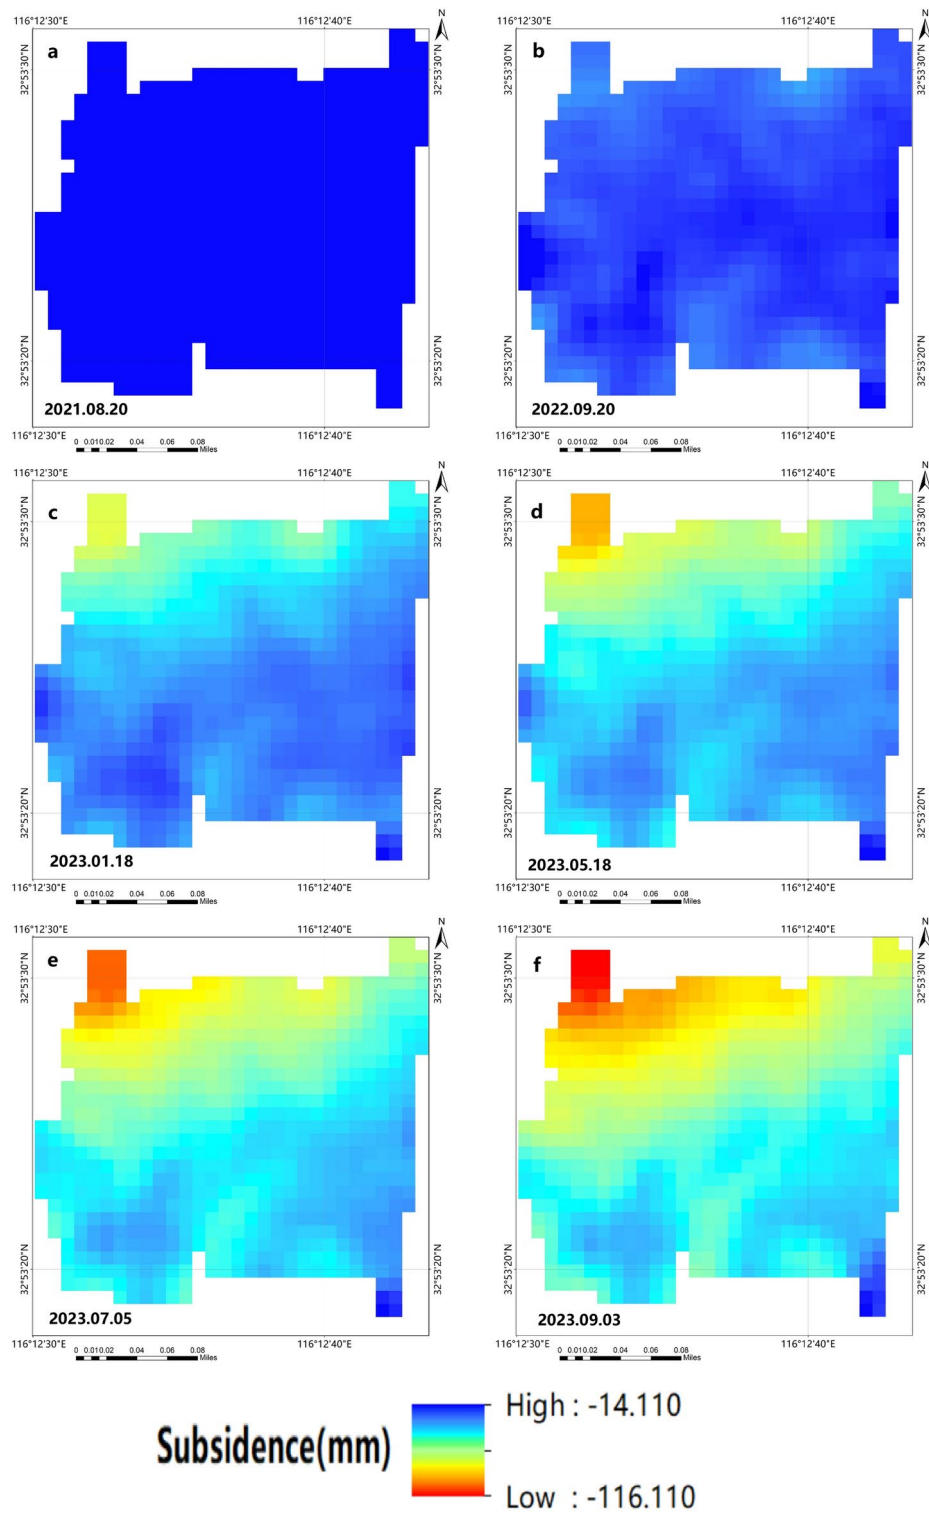 116°12'30"E 116°12'40" N
116°12'30"E 116°12'40" N
a
b
32°53'30"N
32°53'30"N
32°53'30"N
32°53'30"N
32°53'20"N
32°53'20"N
32°53'20"N
32°53'20"N
2021.08.20
2022.09.20
116°12'30"E 116°12'40"E
116°12'30"E 116°12'40"E
0 0.010.02 0.04 0.06 0.08 Miles
0 0.010.02 0.04 0.06 0.08 Miles
116°12'30"E 116°12'40"E N
116°12'30"E 116°12'40"E N
c
d
32°53'30"N
32°53'30"N
32°53'30"N
32°53'30"N
32°53'20"N
32°53'20"N
32°53'20"N
32°53'20"N
2023.01.18
2023.05.18
116°12'30"E 116°12'40"E
116°12'30"E 116°12'40"E
0 0.010.02 0.04 0.06 0.08 Miles
0 0.010.02 0.04 0.06 0.08 Miles
116°12'30"E 116°12'40"E N
116°12'30"E 116°12'40"E N
e
f
32°53'30"N
32°53'30"N
32°53'30"N
32°53'30"N
32°53'20"N
32°53'20"N
32°53'20"N
32°53'20"N
2023.07.05
2023.09.03
116°12'30"E 116°12'40"E
116°12'30"E 116°12'40"E
0 0.010.02 0.04 0.06 0.08 Miles
0 0.010.02 0.04 0.06 0.08 Miles
Subsidence(mm)
High : -14.110
Low : -116.110